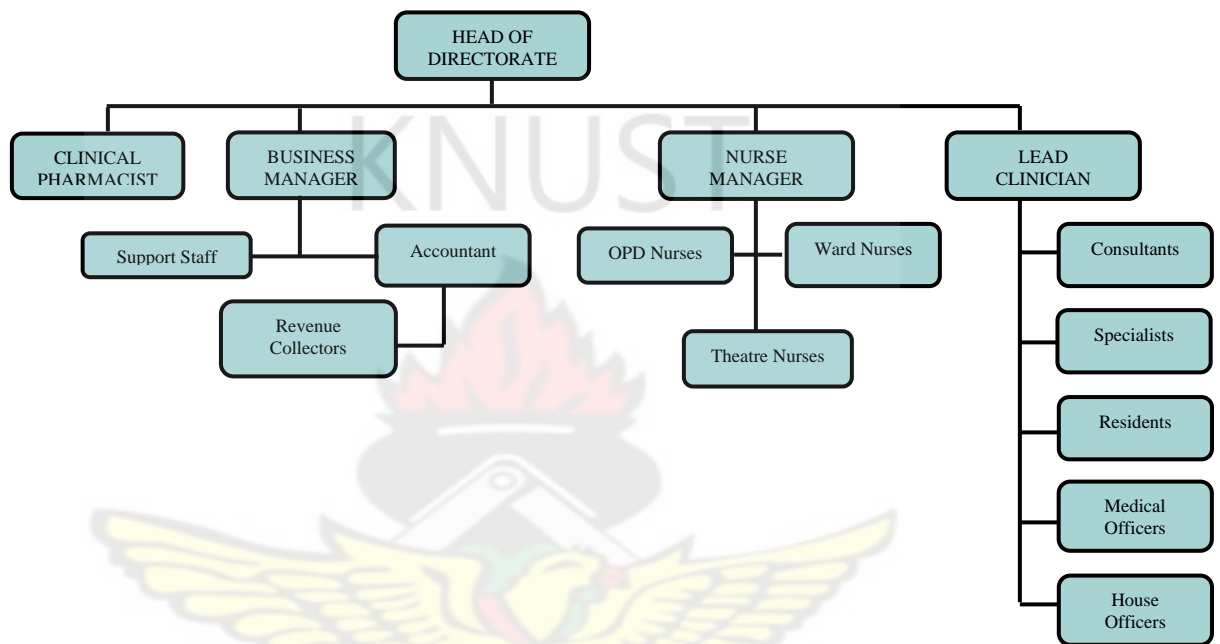 HEAD OF
DIRECTORATE
KNUST
CLINICAL
PHARMACIST
BUSINESS
MANAGER
NURSE
MANAGER
LEAD
CLINICIAN
Support Staff
Accountant
OPD Nurses
Ward Nurses
Consultants
Revenue
Collectors
Theatre Nurses
Specialists
Residents
Medical
Officers
House
Officers